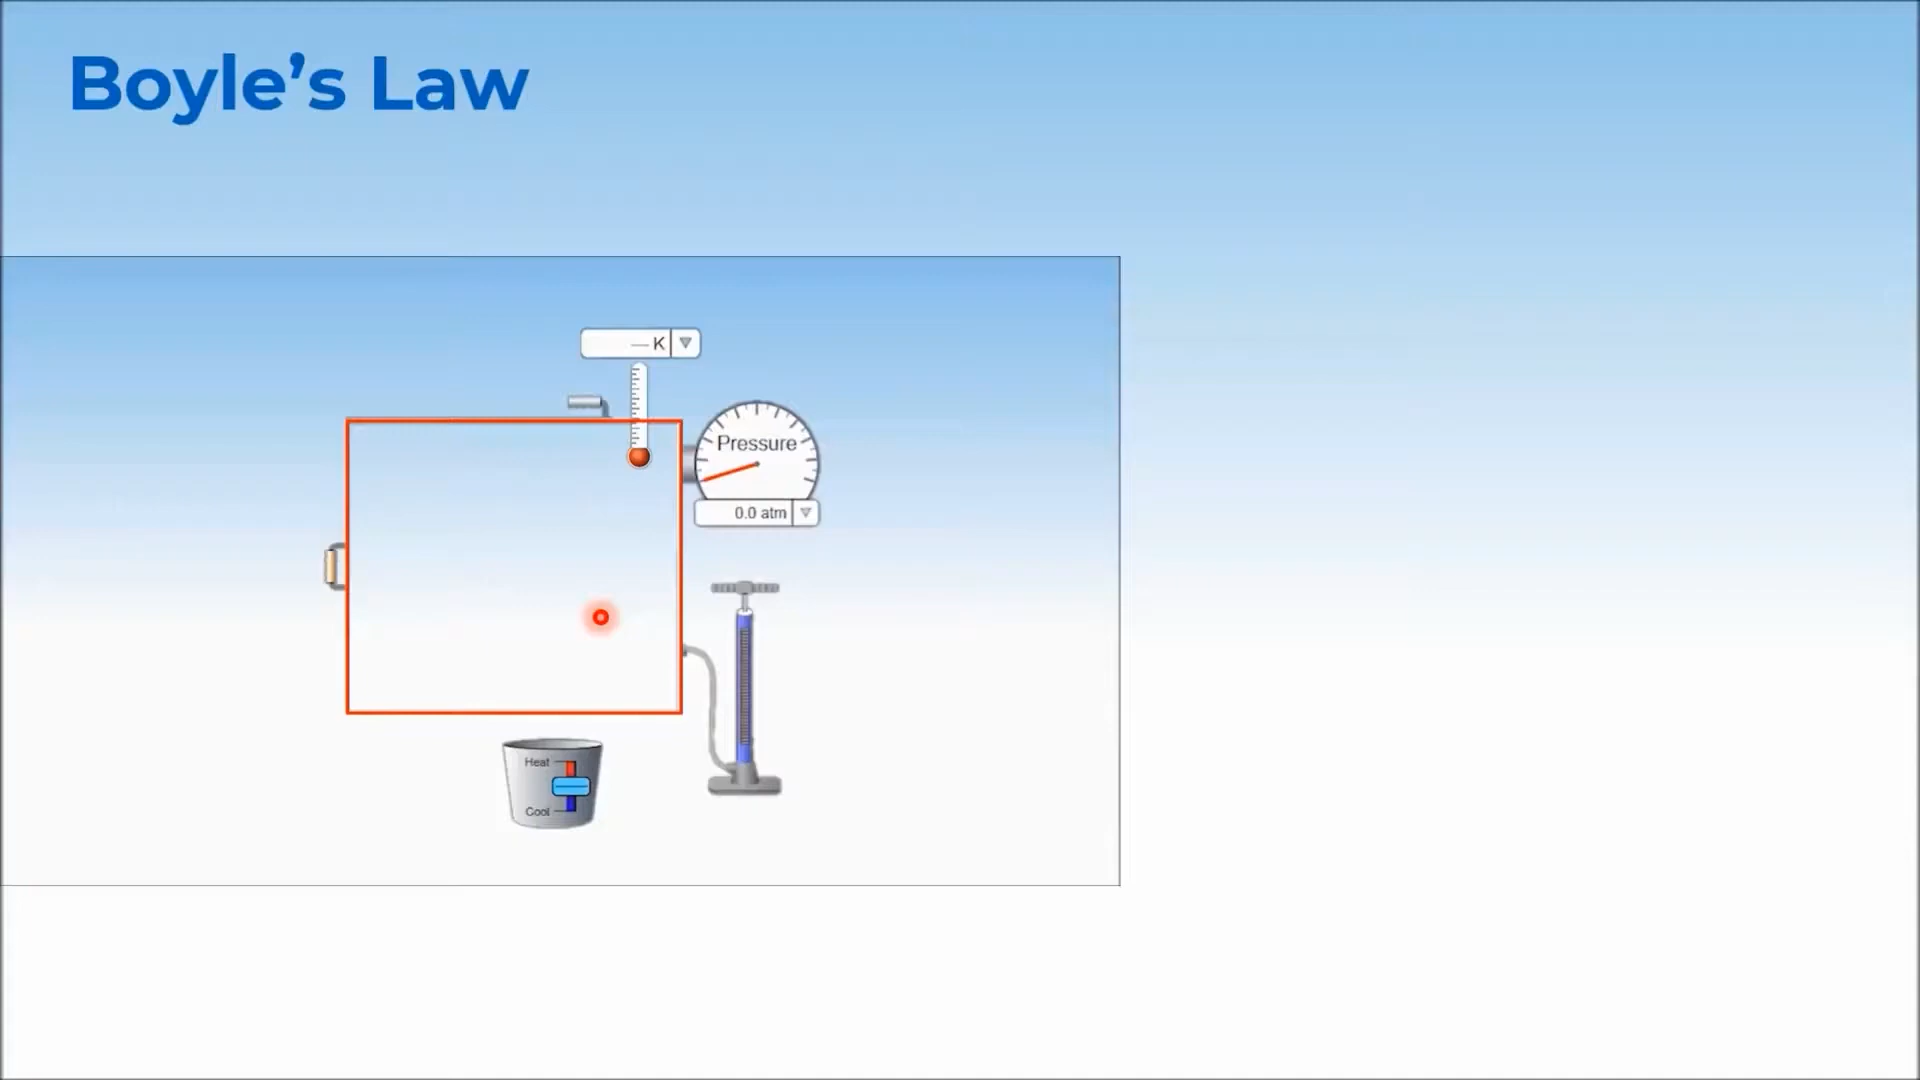 Boyle’s Law
— K
Pressure
0.0 atm
Heat
Cool